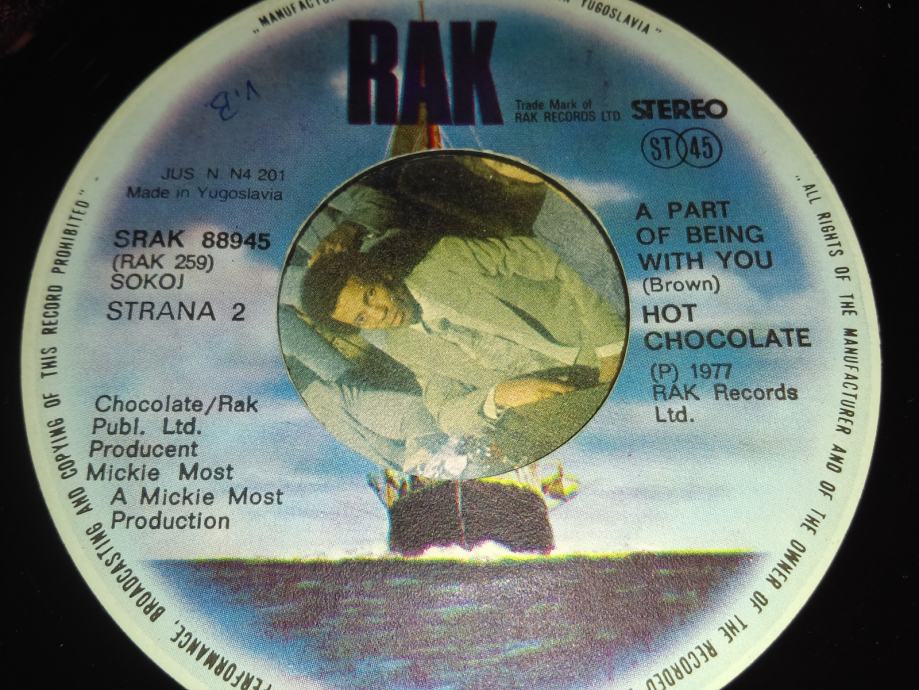 RAK
Trade Mark of
RAK RECORDS LTD
STEREO
ST 45
V.B
JUS N N4 201
Made in Yugoslavia
SRAK 88945
(RAK 259)
SOKOJ
STRANA 2
A PART
OF BEING
WITH YOU
(Brown)
HOT
CHOCOLATE
(P) 1977
RAK Records
Ltd.
Chocolate/Rak
Publ. Ltd.
Producent
Mickie Most
A Mickie Most
Production
YUGOSLAVIA"
"ALL RIGHTS OF THE MANUFACTURER AND OF THE OWNER OF THE RECORDED
BROADCASTING AND COPYING OF THIS RECORD PROHIBITED"